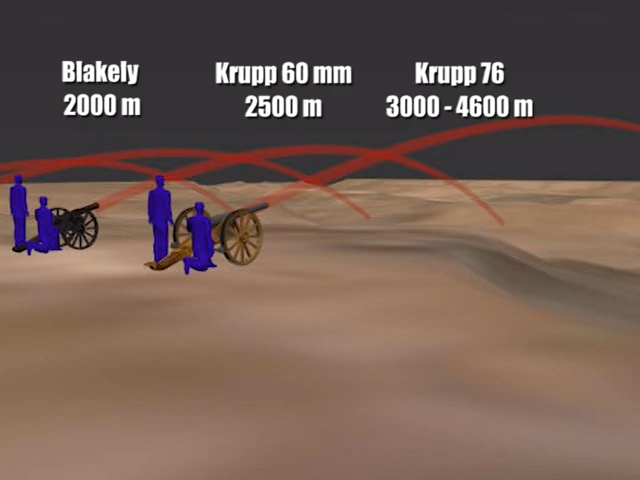 Blakely
2000 m
Krupp 60 mm
2500 m
Krupp 76
3000 - 4600 m